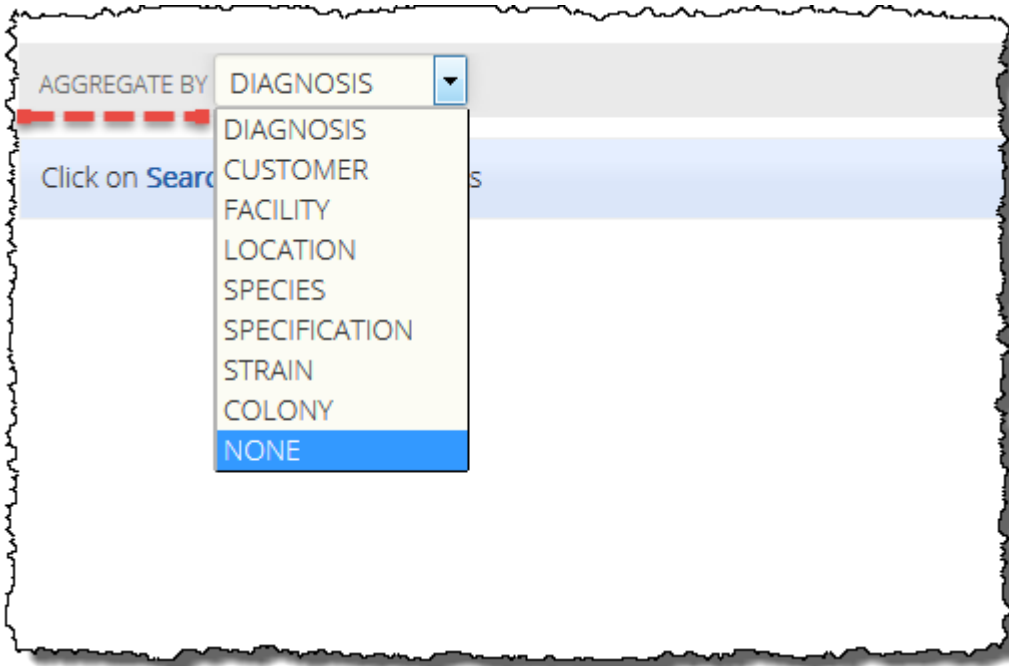 AGGREGATE BY DIAGNOSIS
DIAGNOSIS
Click on Searc CUSTOMER s
FACILITY
LOCATION
SPECIES
SPECIFICATION
STRAIN
COLONY
NONE